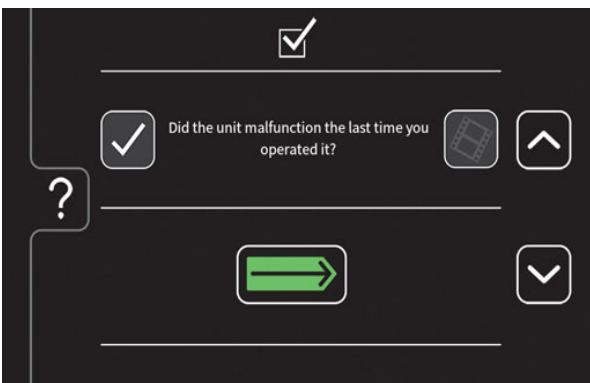 Did the unit malfunction the last time you
operated it?
?